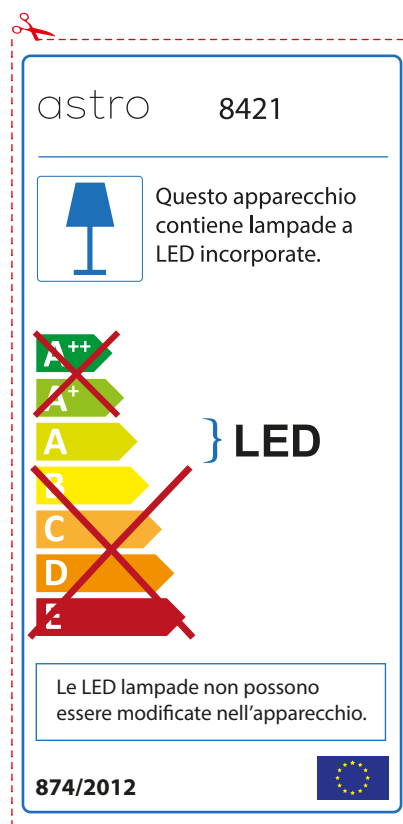 astro 8421
Questo apparecchio
contiene lampade a
LED incorporate.
A++
A+
A
LED
B
C
D
E
Le LED lampade non possono
essere modificate nell'apparecchio.
874/2012